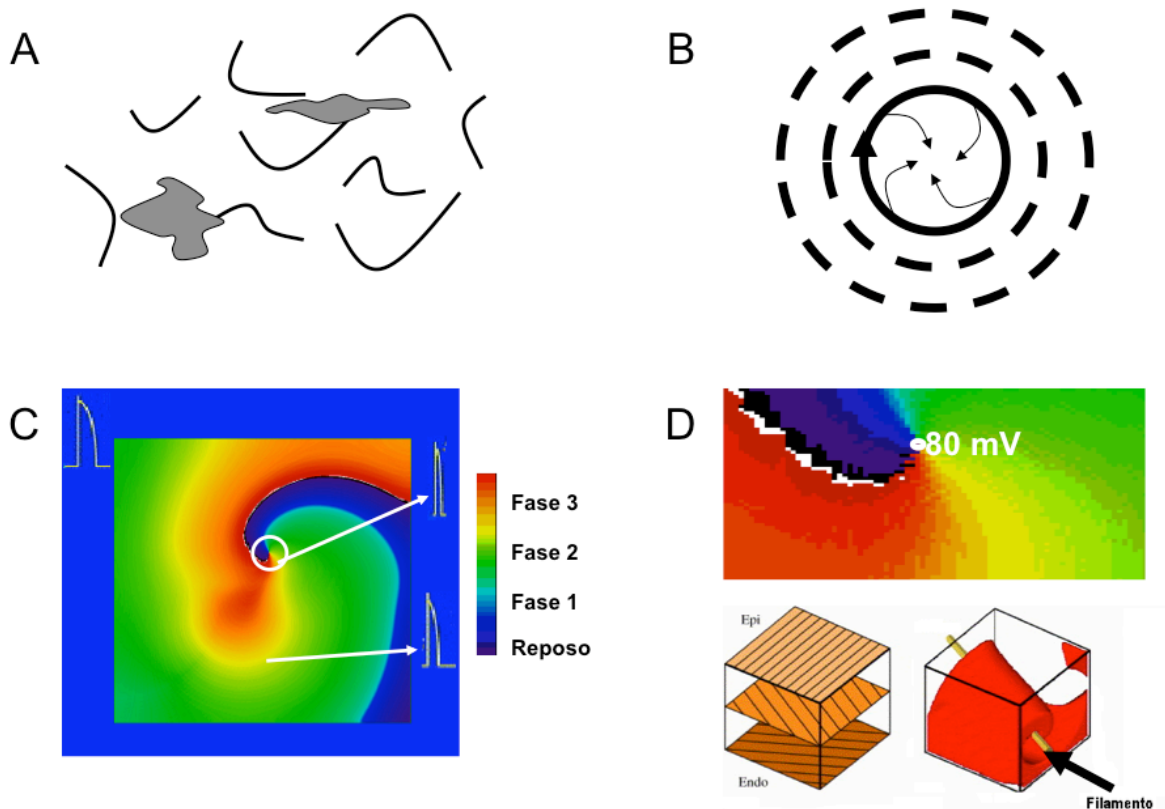 A
B
C
Fase 3
Fase 2
Fase 1
Reposo
D
80 mV
Epi
Endo
Filamento